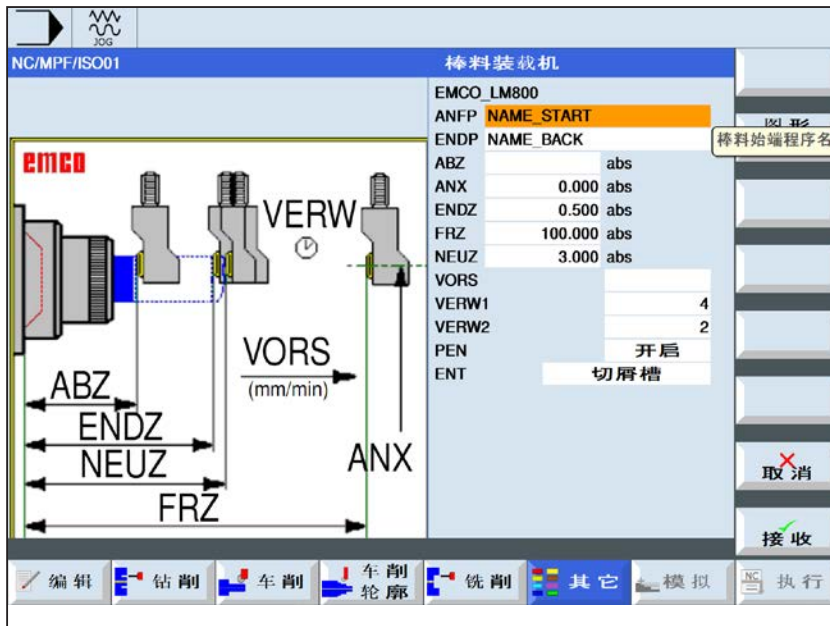 JOG
NC/MPF/ISO01
棒料装载机
EMCO_LM800
ANFP NAME_START
ENDP NAME_BACK
ABZ abs
ANX 0.000 abs
ENDZ 0.500 abs
FRZ 100.000 abs
NEUZ 3.000 abs
VORS
VERW1 4
VERW2 2
PEN 开启
ENT 切屑槽
emco
VERW
VORS
(mm/min)
ABZ
ENDZ
NEUZ
ANX
FRZ
棒料始端程序名
取消
接收
编辑
钻削
车削
车削
轮廓
铣削
其它
模拟
NC
执行